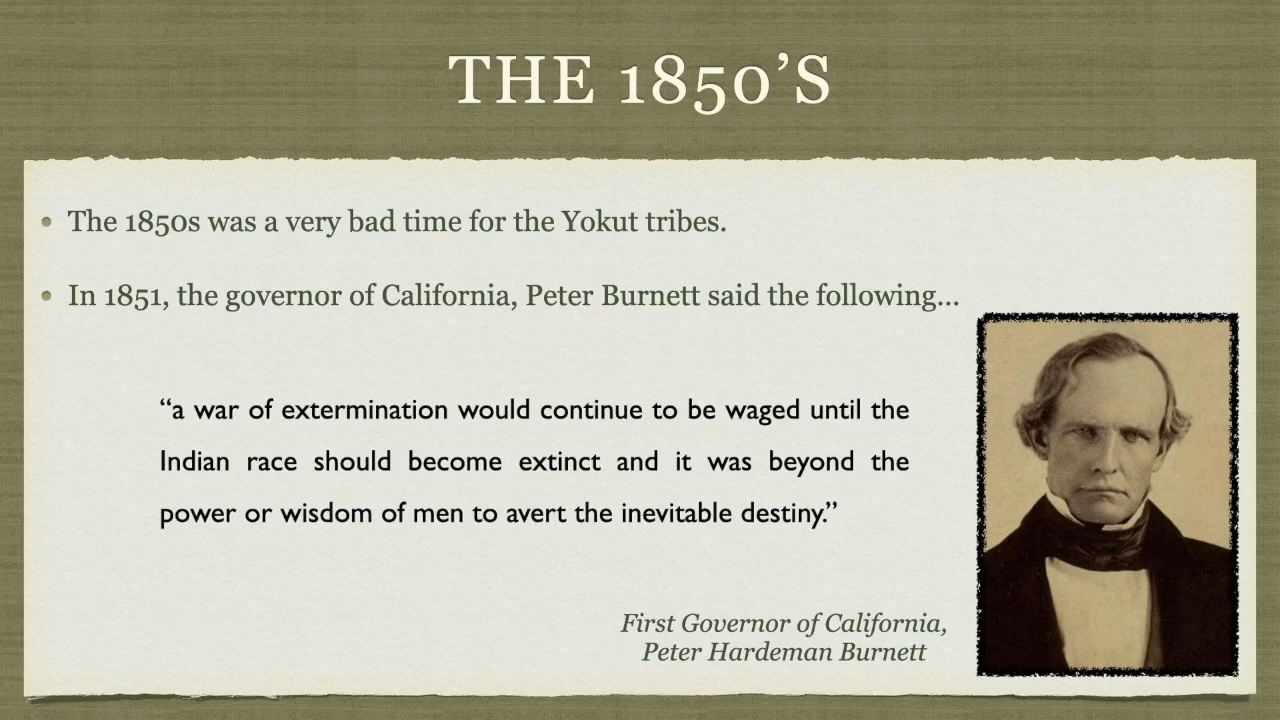 THE 1850’S
• The 1850s was a very bad time for the Yokut tribes.
• In 1851, the governor of California, Peter Burnett said the following…
“a war of extermination would continue to be waged until the
Indian race should become extinct and it was beyond the
power or wisdom of men to avert the inevitable destiny.”
First Governor of California,
Peter Hardeman Burnett